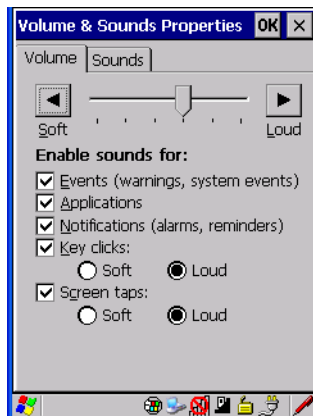 Volume & Sounds Properties OK ×
Volume Sounds
Soft Loud
Enable sounds for:
Events (warnings, system events)
Applications
Notifications (alarms, reminders)
Key clicks:
Soft Loud
Screen taps:
Soft Loud